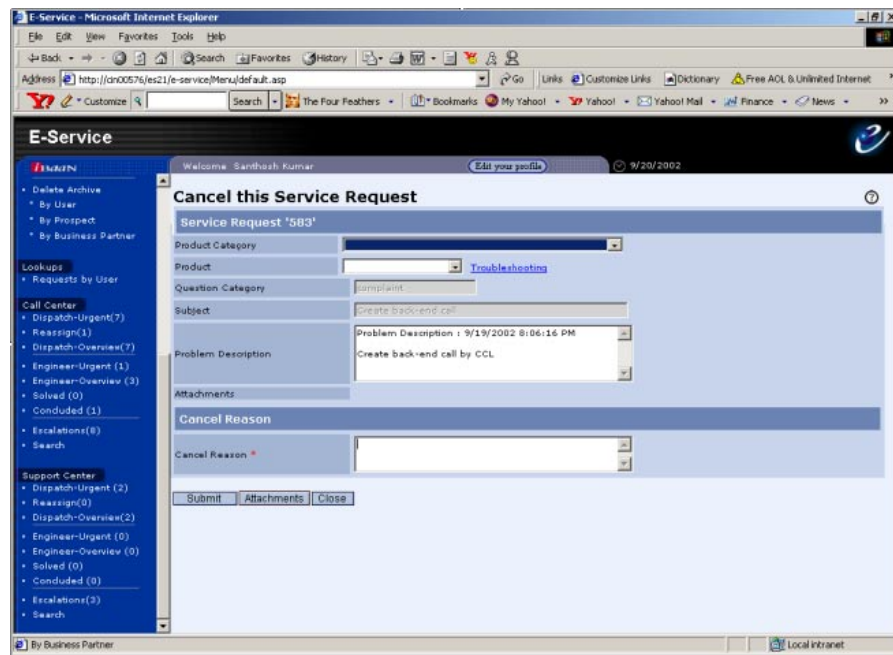 E-Service - Microsoft Internet Explorer
File Edit View Favorites Tools Help
Back Search Favorites History
Address http://cin00576/es21/e-service/Menu/default.asp Go Links Customize Links Dictionary Free AOL & Unlimited Internet
Y! Customize Search The Four Feathers Bookmarks My Yahoo! Yahoo! Yahoo! Mail Finance News
E-Service
Baan Welcome Santhosh Kumar Edit your profile 9/20/2002
Delete Archive
By User
By Prospect
By Business Partner
Lookups
Requests by User
Call Center
Dispatch-Urgent(7)
Reassign(1)
Dispatch-Overview(7)
Engineer-Urgent (1)
Engineer-Overview (3)
Solved (0)
Concluded (1)
Escalations(8)
Search
Support Center
Dispatch-Urgent (2)
Reassign(0)
Dispatch-Overview(2)
Engineer-Urgent (0)
Engineer-Overview (0)
Solved (0)
Concluded (0)
Escalations(3)
Search
Cancel this Service Request
Service Request '583'
Product Category
Product Troubleshooting
Question Category complaint
Subject Create back-end call
Problem Description Problem Description : 9/19/2002 8:06:16 PM
Create back-end call by CCL
Attachments
Cancel Reason
Cancel Reason *
Submit Attachments Close
By Business Partner Local intranet